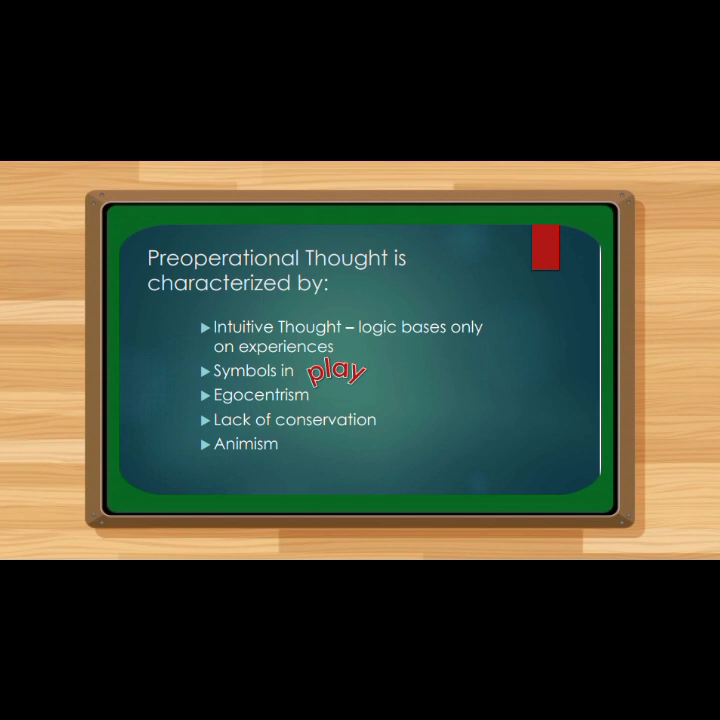 Preoperational Thought is
characterized by:
Intuitive Thought – logic bases only
on experiences
Symbols in play
Egocentrism
Lack of conservation
Animism